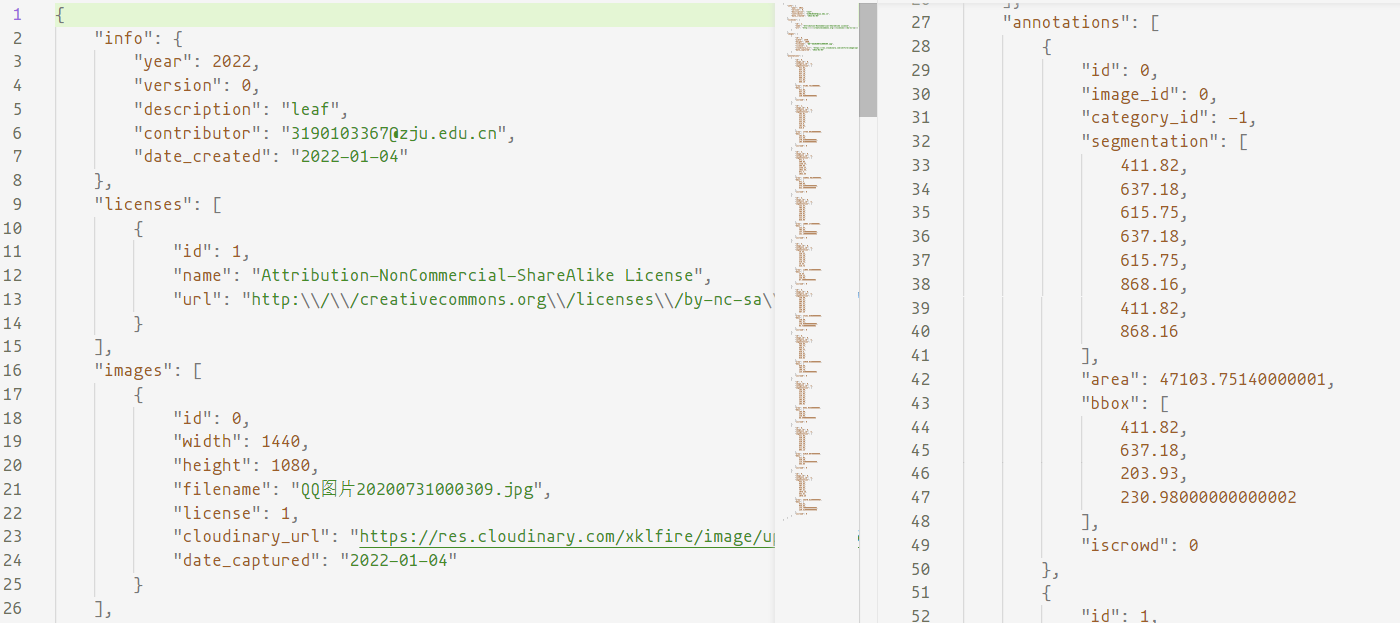 1 {
2 "info": {
3 "year": 2022,
4 "version": 0,
5 "description": "leaf",
6 "contributor": "3190103367@zju.edu.cn",
7 "date_created": "2022-01-04"
8 },
9 "licenses": [
10 {
11 "id": 1,
12 "name": "Attribution-NonCommercial-ShareAlike License",
13 "url": "http:\\/\\/creativecommons.org\\/licenses\\/by-nc-sa\\
14 }
15 ],
16 "images": [
17 {
18 "id": 0,
19 "width": 1440,
20 "height": 1080,
21 "filename": "QQ图片20200731000309.jpg",
22 "license": 1,
23 "cloudinary_url": "https://res.cloudinary.com/xklfire/image/up
24 "date_captured": "2022-01-04"
25 }
26 ],
27 "annotations": [
28 {
29 "id": 0,
30 "image_id": 0,
31 "category_id": -1,
32 "segmentation": [
33 411.82,
34 637.18,
35 615.75,
36 637.18,
37 615.75,
38 868.16,
39 411.82,
40 868.16
41 ],
42 "area": 47103.75140000001,
43 "bbox": [
44 411.82,
45 637.18,
46 203.93,
47 230.98000000000002
48 ],
49 "iscrowd": 0
50 },
51 {
52 "id": 1,